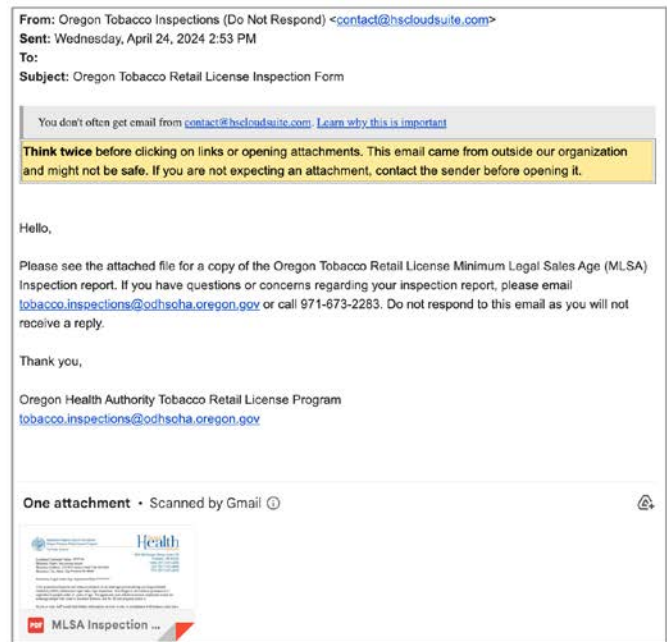 From: Oregon Tobacco Inspections (Do Not Respond) <contact@hscloudsuite.com>
Sent: Wednesday, April 24, 2024 2:53 PM
To:
Subject: Oregon Tobacco Retail License Inspection Form
You don't often get email from contact@hscloudsuite.com. Learn why this is important
Think twice before clicking on links or opening attachments. This email came from outside our organization
and might not be safe. If you are not expecting an attachment, contact the sender before opening it.
Hello,
Please see the attached file for a copy of the Oregon Tobacco Retail License Minimum Legal Sales Age (MLSA)
Inspection report. If you have questions or concerns regarding your inspection report, please email
tobacco.inspections@odhsoha.oregon.gov or call 971-673-2283. Do not respond to this email as you will not
receive a reply.
Thank you,
Oregon Health Authority Tobacco Retail License Program
tobacco.inspections@odhsoha.oregon.gov
One attachment • Scanned by Gmail
Health
PDF MLSA Inspection ...